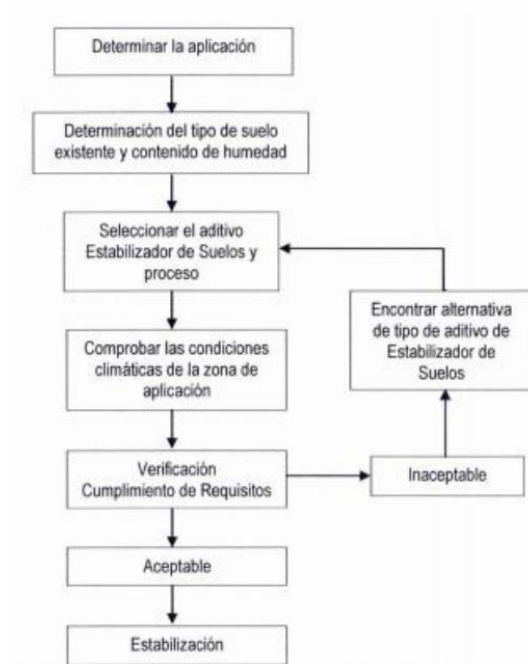 Determinar la aplicación
Determinación del tipo de suelo
existente y contenido de humedad
Seleccionar el aditivo
Estabilizador de Suelos y
proceso
Encontrar alternativa
de tipo de aditivo de
Estabilizador de
Suelos
Comprobar las condiciones
climáticas de la zona de
aplicación
Verificación
Cumplimiento de Requisitos
Inaceptable
Aceptable
Estabilización